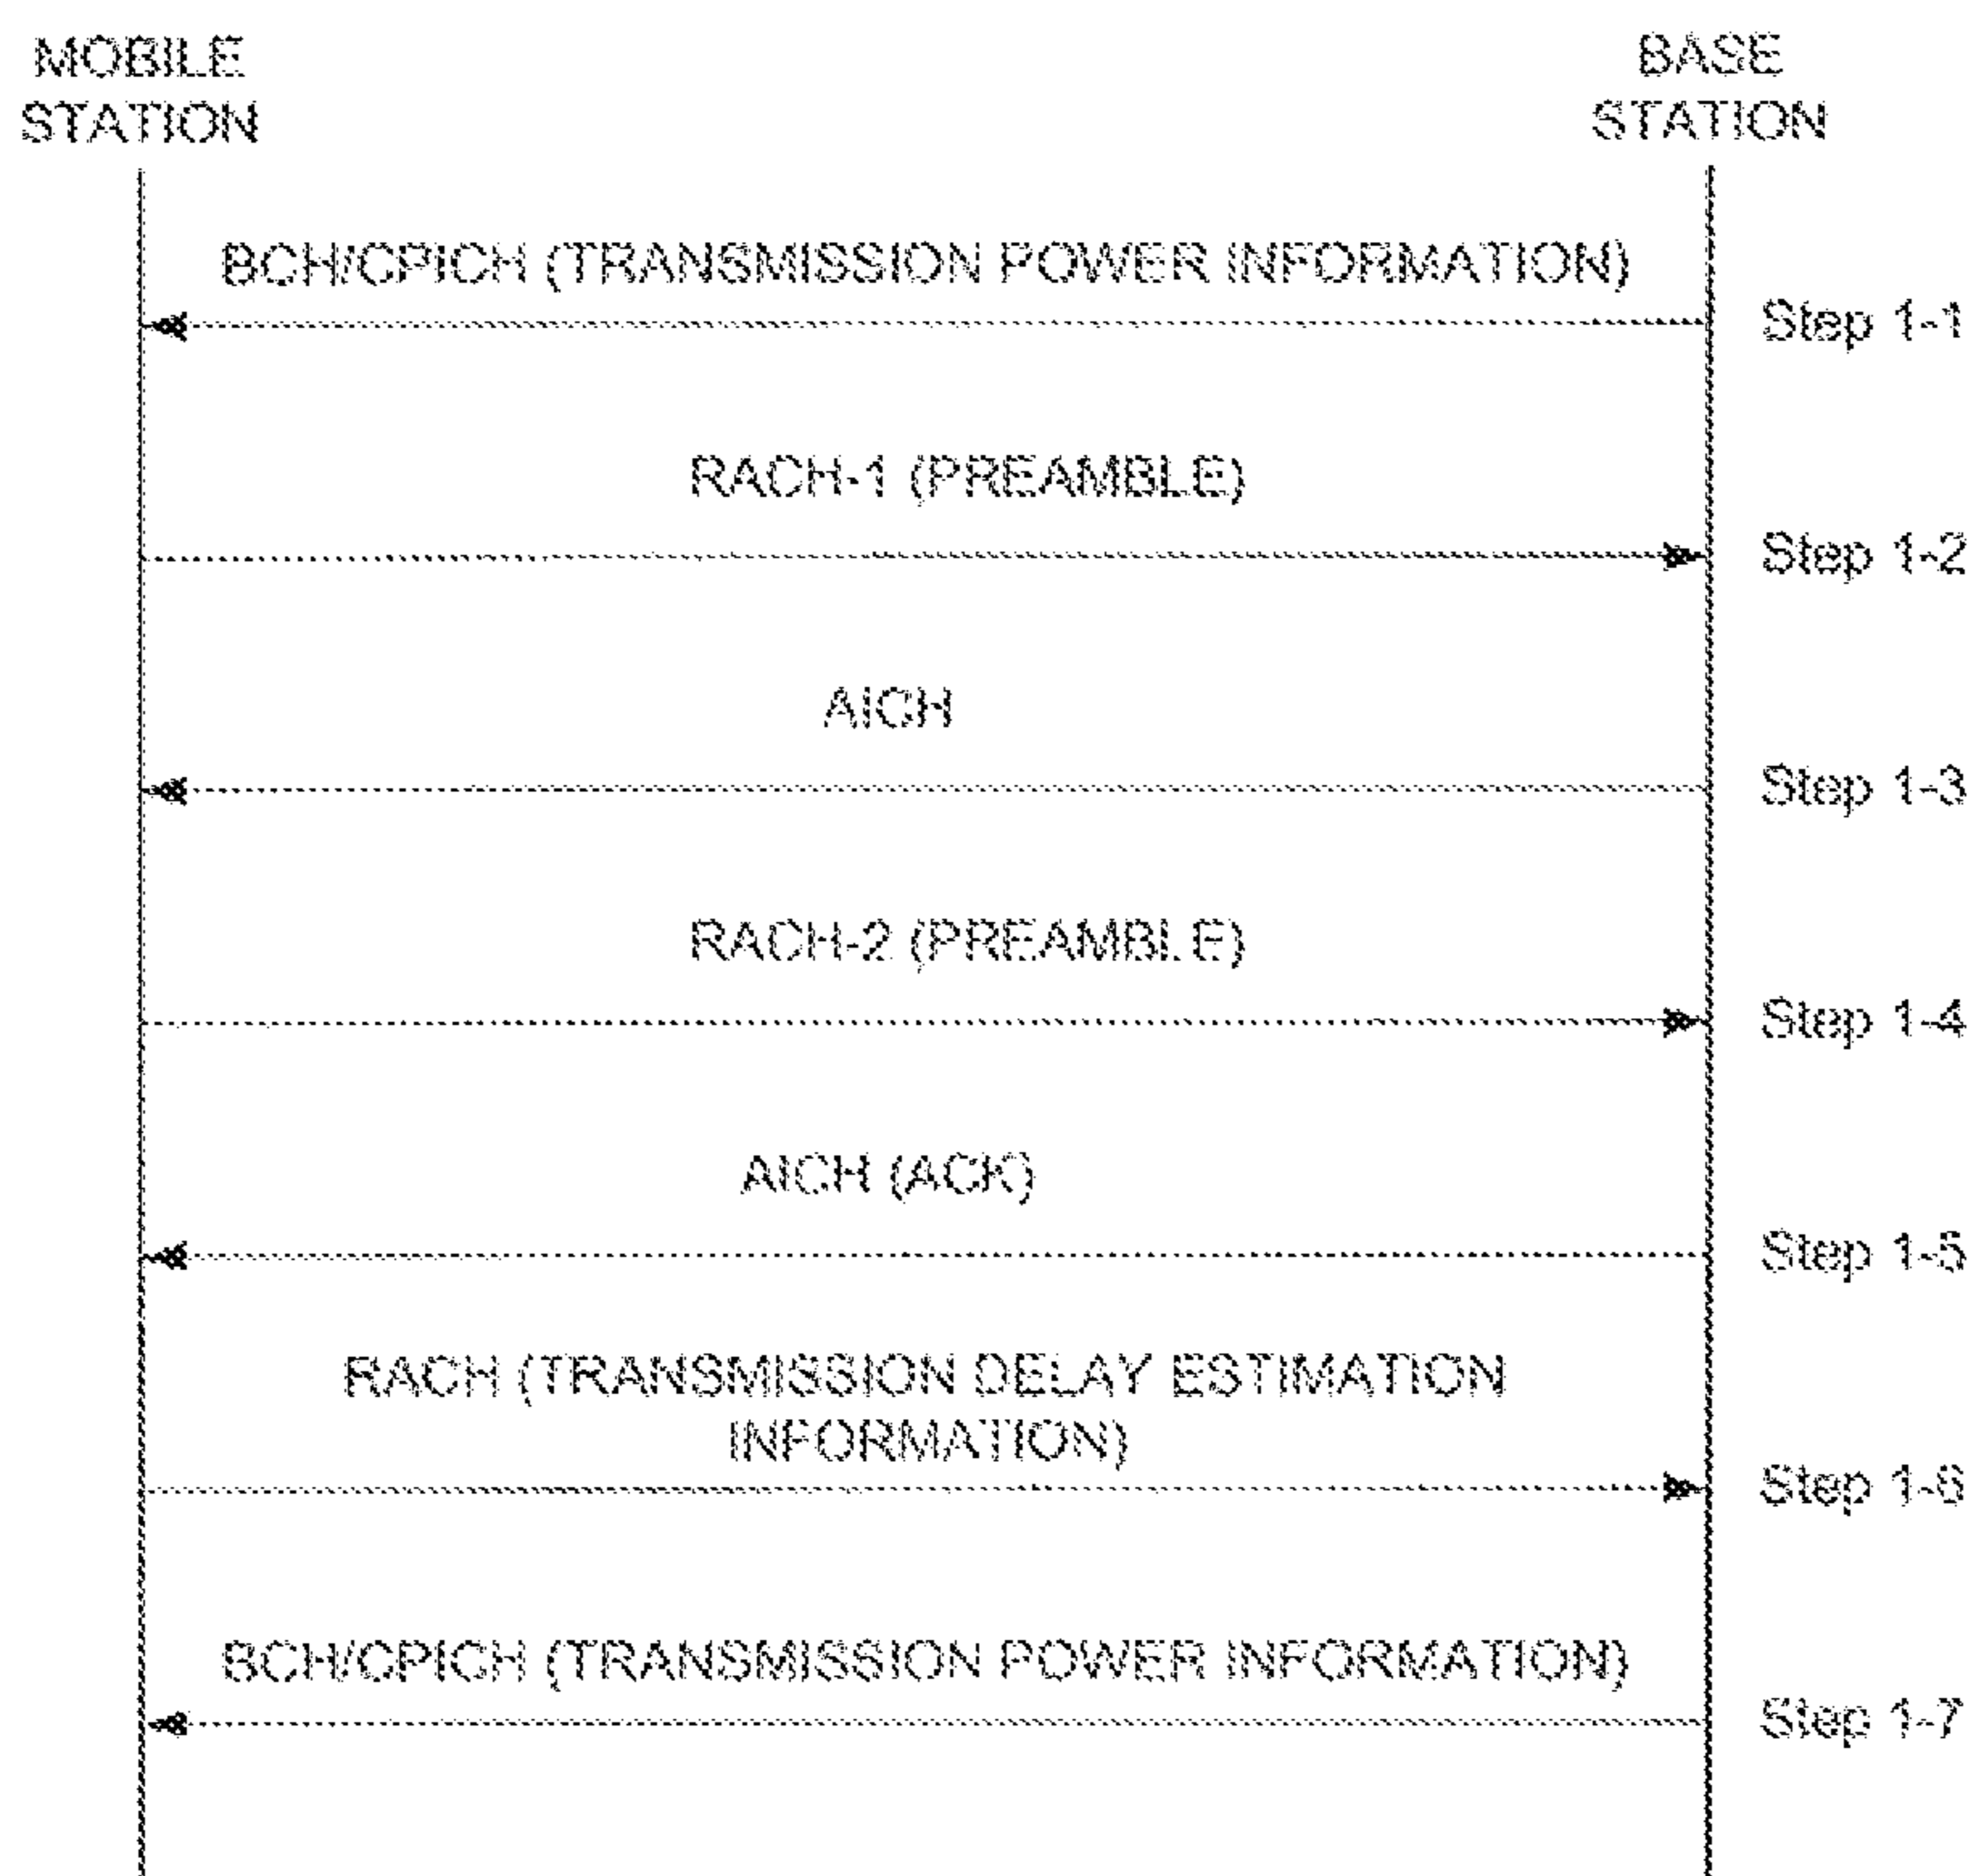 MOBILE
STATION
BASE
STATION
BCH/CPICH (TRANSMISSION POWER INFORMATION)
Step 1-1
RACH-1 (PREAMBLE)
Step 1-2
AICH
Step 1-3
RACH-2 (PREAMBLE)
Step 1-4
AICH (ACK)
Step 1-5
RACH (TRANSMISSION DELAY ESTIMATION
INFORMATION)
Step 1-6
BCH/CPICH (TRANSMISSION POWER INFORMATION)
Step 1-7